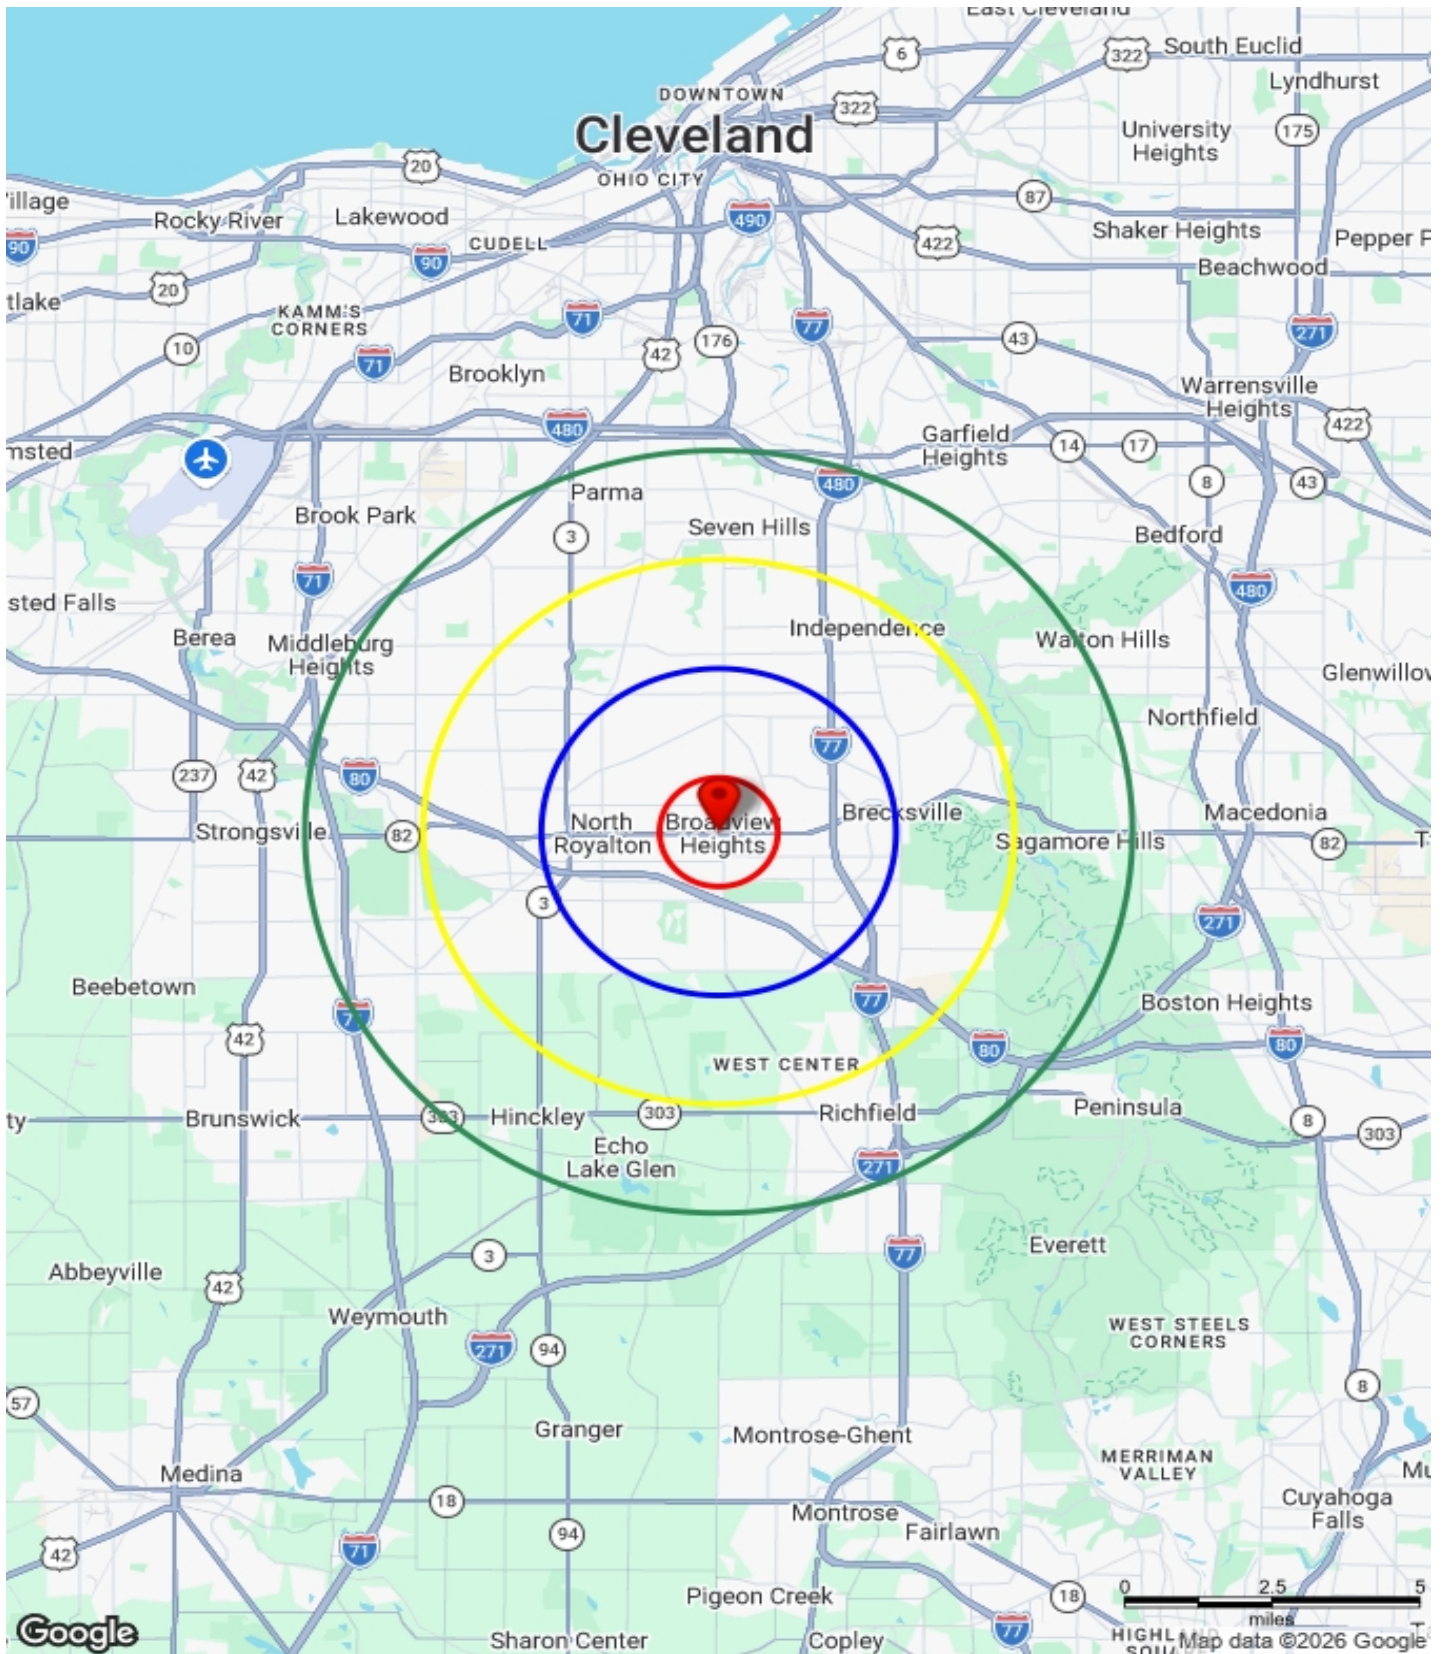 East Cleveland
6
322
South Euclid
Lyndhurst
DOWNTOWN
322
Cleveland
University
Heights
175
20
OHIO CITY
87
Rocky River
Lakewood
490
CUDELL
422
Shaker Heights
90
90
Beachwood
20
KAMM'S
CORNERS
71
77
271
10
71
42
176
43
Brooklyn
Warrensville
Heights
480
422
Garfield
Heights
14
17
480
8
43
Parma
Brook Park
3
Seven Hills
Bedford
71
480
Berea
Middleburg
Heights
Independence
Walton Hills
77
Northfield
237
42
80
Strongsville
82
North
Royalton
Broadview
Heights
Brecksville
Sagamore Hills
Macedonia
82
3
271
Beebetown
71
77
Boston Heights
42
80
80
WEST CENTER
Brunswick
303
Hinckley
303
Richfield
Peninsula
8
303
Echo
Lake Glen
271
3
77
Everett
Abbeyville
42
Weymouth
271
94
WEST STEELS
CORNERS
57
8
Granger
Montrose-Ghent
Medina
MERRIMAN
VALLEY
18
Montrose
Fairlawn
Cuyahoga
Falls
42
71
94
Pigeon Creek
18
0 2.5 5
miles
77
Google
Sharon Center
Copley
Map data ©2026 Google